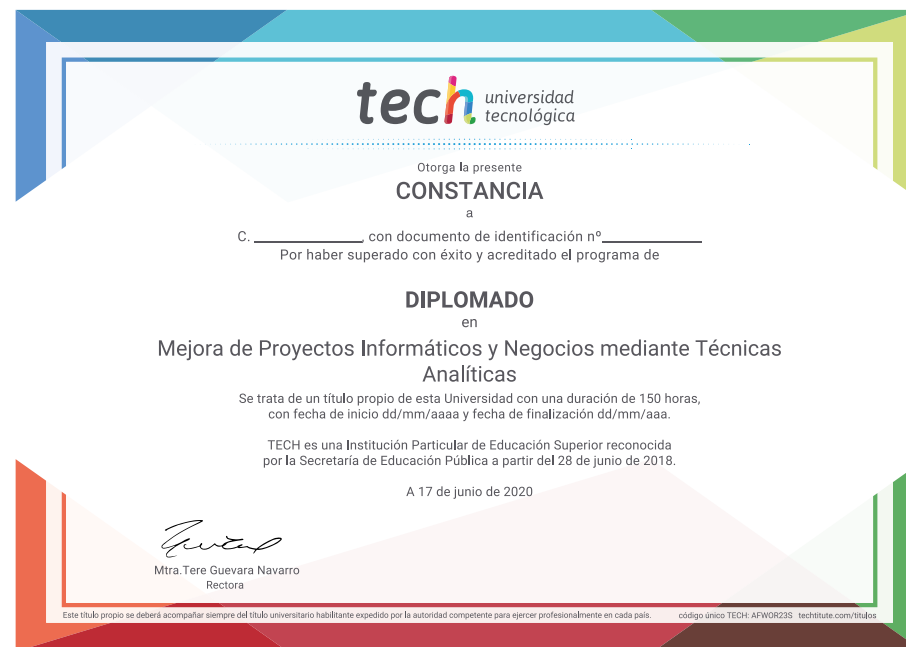 tech universidad
tecnológica
Otorga la presente
CONSTANCIA
a
C. ____________, con documento de identificación nº____________
Por haber superado con éxito y acreditado el programa de
DIPLOMADO
en
Mejora de Proyectos Informáticos y Negocios mediante Técnicas
Analíticas
Se trata de un título propio de esta Universidad con una duración de 150 horas,
con fecha de inicio dd/mm/aaaa y fecha de finalización dd/mm/aaa.
TECH es una Institución Particular de Educación Superior reconocida
por la Secretaría de Educación Pública a partir del 28 de junio de 2018.
A 17 de junio de 2020
Mtra.Tere Guevara Navarro
Rectora
Este título propio se deberá acompañar siempre del título universitario habilitante expedido por la autoridad competente para ejercer profesionalmente en cada país. código único TECH: AFWOR23S techtitute.com/titulos